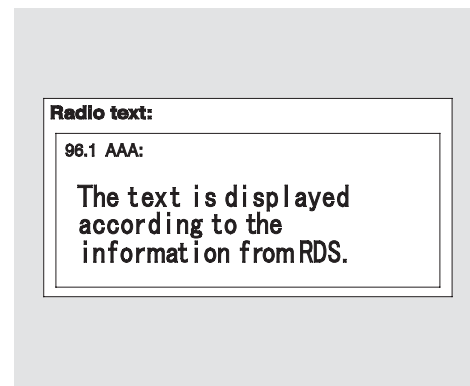 Radio text:
96.1 AAA:
The text is displayed
according to the
information from RDS.